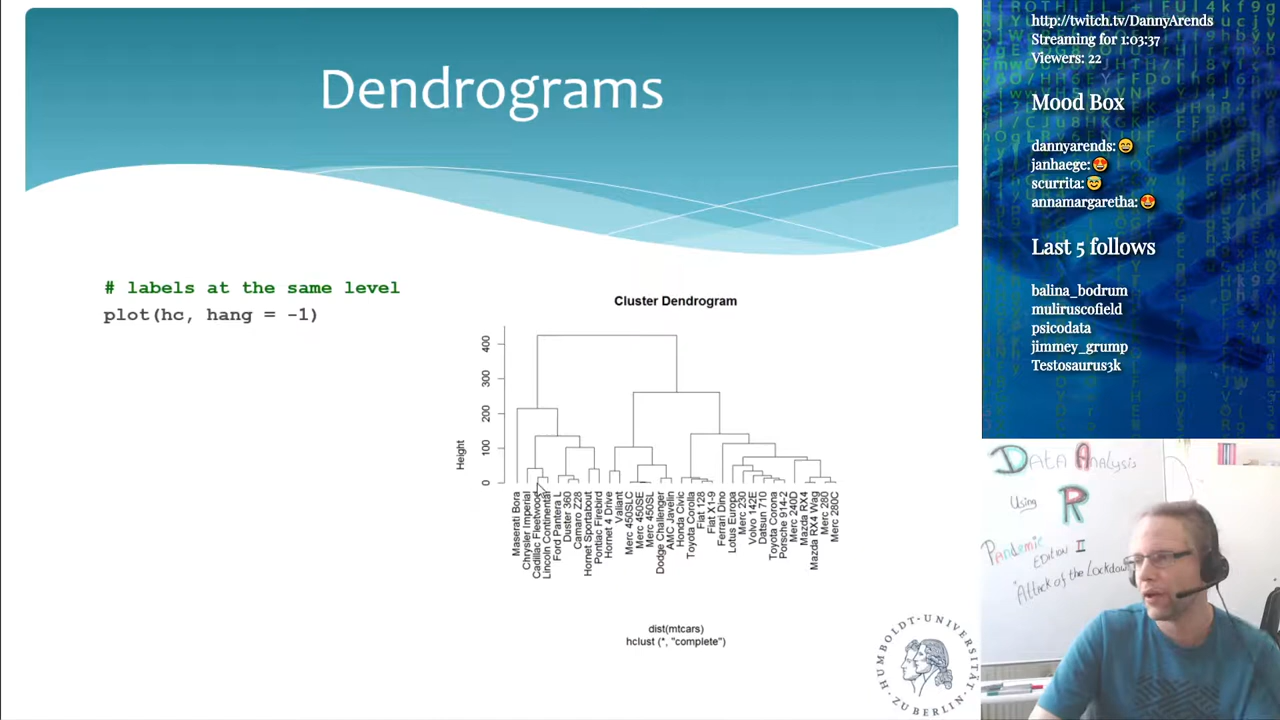 Dendrograms
# labels at the same level
plot(hc, hang = -1)
Cluster Dendrogram
Height
0
100
200
300
400
Maserati Bora
Chrysler Imperial
Cadillac Fleetwood
Lincoln Continental
Ford Pantera L
Duster 360
Camaro Z28
Hornet Sportabout
Pontiac Firebird
Hornet 4 Drive
Valiant
Merc 450SLC
Merc 450SE
Merc 450SL
Dodge Challenger
AMC Javelin
Honda Civic
Toyota Corolla
Fiat 128
Fiat X1-9
Ferrari Dino
Lotus Europa
Merc 230
Volvo 142E
Datsun 710
Toyota Corona
Porsche 914-2
Merc 240D
Mazda RX4
Mazda RX4 Wag
Merc 280
Merc 280C
dist(mtcars)
hclust (*, "complete")
HUMBOLDT-UNIVERSITÄT
ZU BERLIN
http://twitch.tv/DannyArends
Streaming for 1:03:37
Viewers: 22
Mood Box
dannyarends: 😄
janhaege: 😍
scurrita: 😇
annamargaretha: 😍
Last 5 follows
balina_bodrum
muliruscofield
psicodata
jimmey_grump
Testosaurus3k
Data Analysis
Using R
Pandemic
Edition II
"Attack of the Lockdown